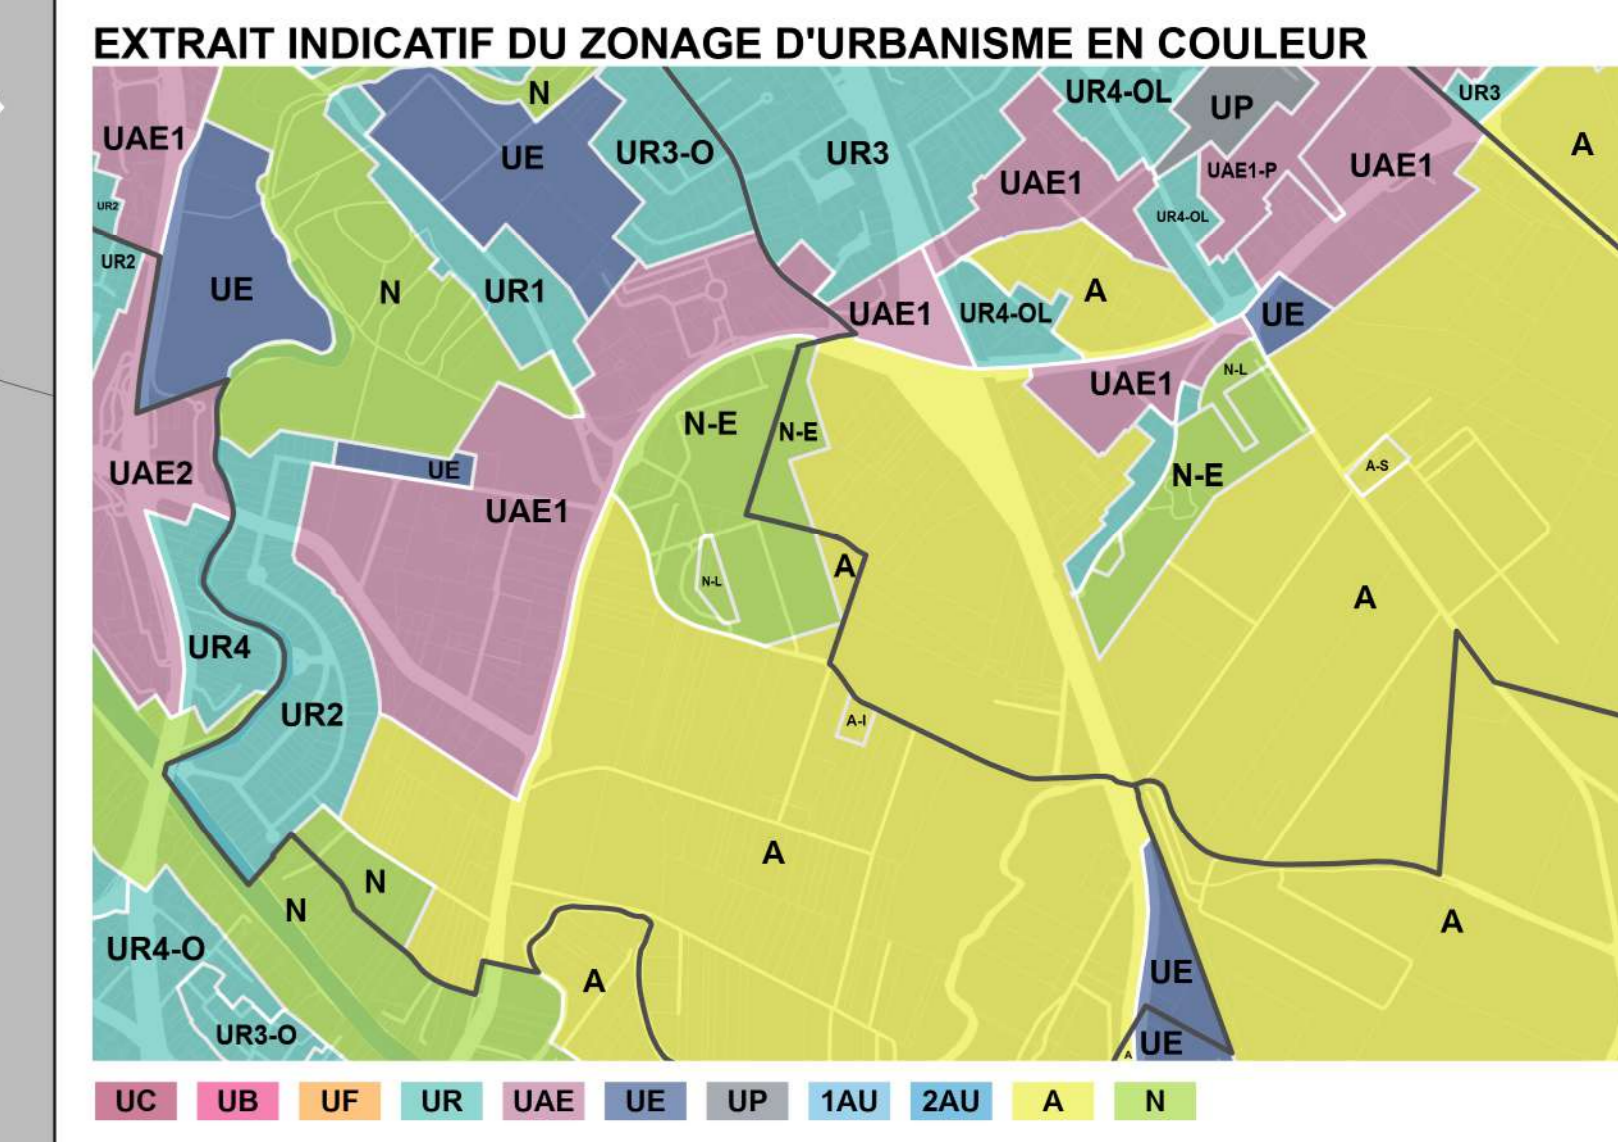 EXTRAIT INDICATIF DU ZONAGE D'URBANISME EN COULEUR
N
UR4-OL
UP
UR3
UAE1
UE
UR3-O
UR3
A
UAE1
UAE1-P
UAE1
UR2
UR4-OL
UR2
UE
N
UR1
UAE1
UR4-OL
A
UE
N-L
UAE1
N-E
N-E
UAE2
UE
UAE1
N-E
A-S
A
N-L
A
UR4
UR2
A-I
A
N
N
A
UR4-O
A
UE
UR3-O
UE
A
UC UB UF UR UAE UE UP 1AU 2AU A N